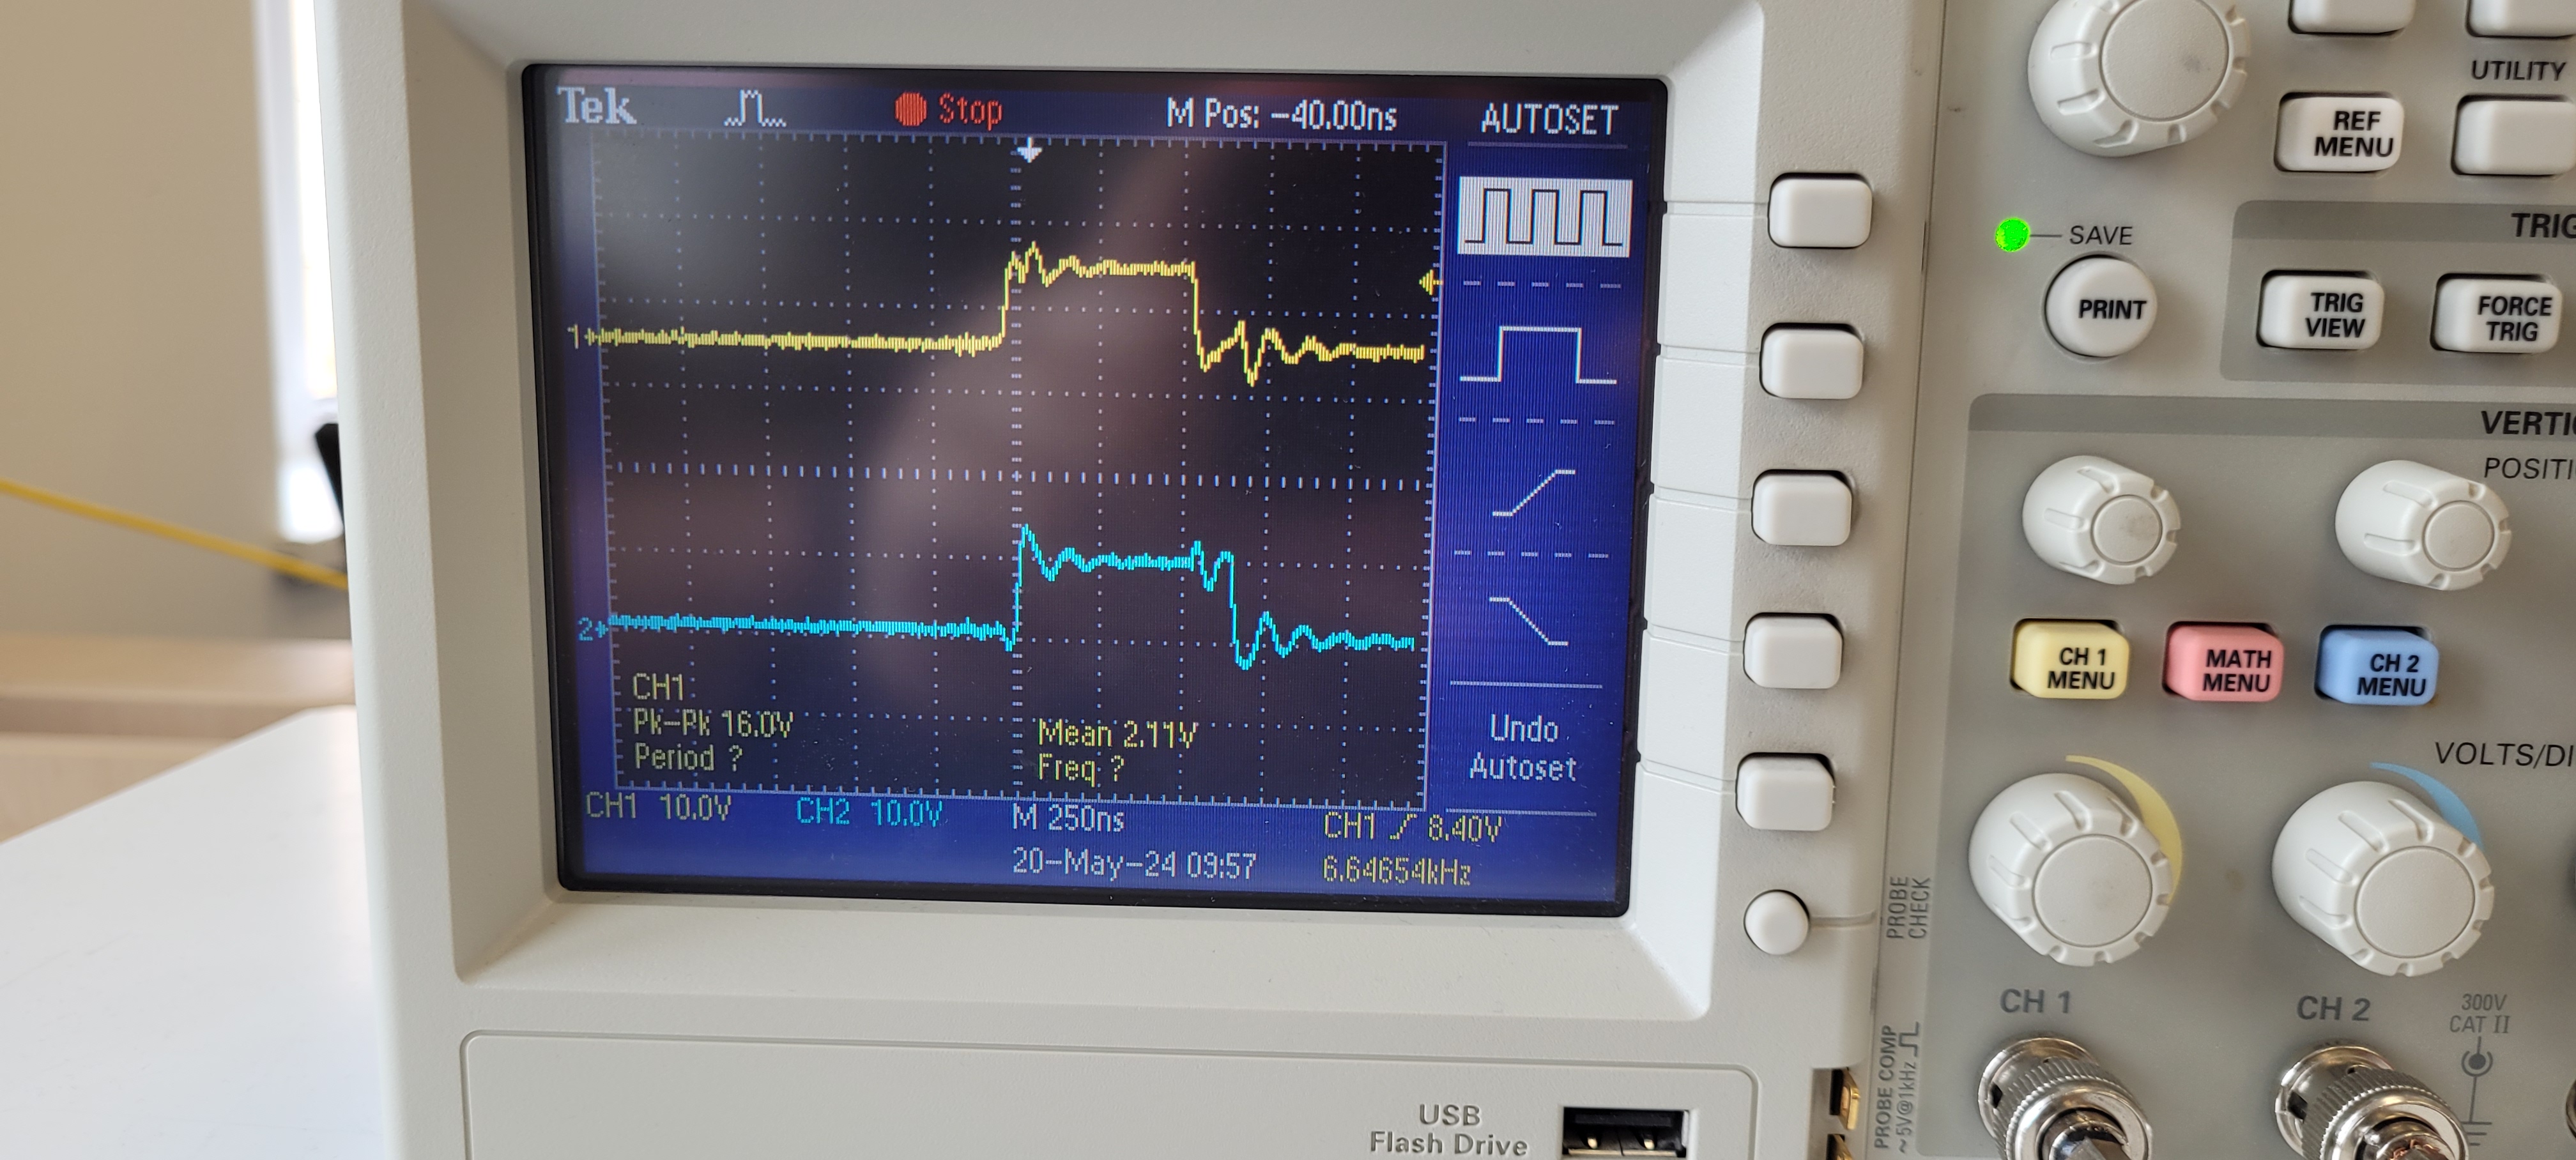 Tek Stop M Pos: -40.00ns AUTOSET
1
2
CH1
Pk-Pk 16.0V Mean 2.11V
Period ? Freq ?
Undo
Autoset
CH1 10.0V CH2 10.0V M 250ns CH1 8.40V
20-May-24 09:57 6.64654kHz
UTILITY
REF
MENU
SAVE
PRINT
TRIG
TRIG
VIEW
FORCE
TRIG
VERTI
POSITI
CH 1
MENU
MATH
MENU
CH 2
MENU
VOLTS/DI
PROBE
CHECK
CH 1
CH 2
300V
CAT II
PROBE COMP
~5V@1kHz
USB
Flash Drive